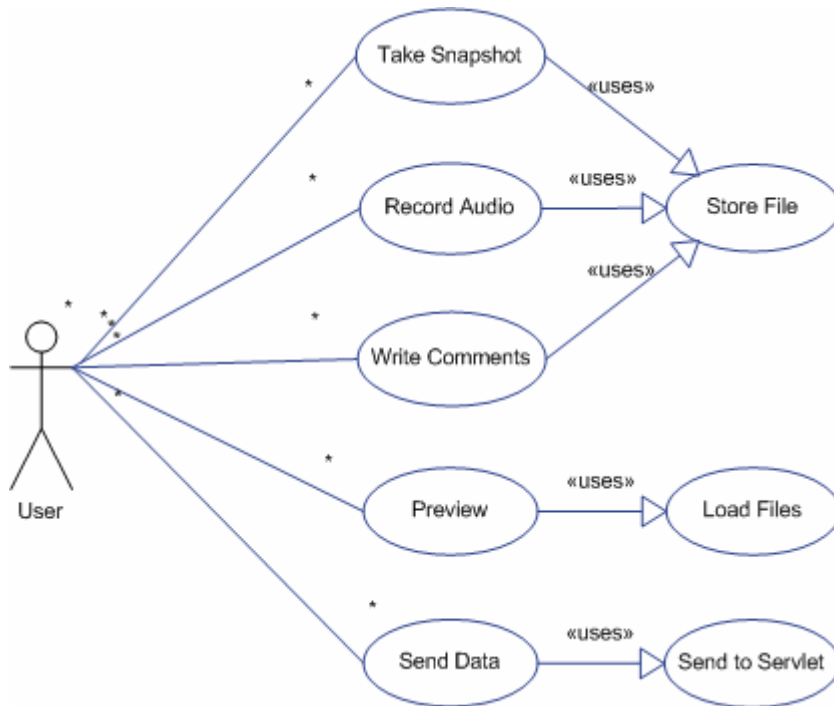 Take Snapshot
*
«uses»
*
Record Audio
«uses»
Store File
«uses»
*
*
*
*
*
Write Comments
*
*
Preview
«uses»
Load Files
User
*
Send Data
«uses»
Send to Servlet